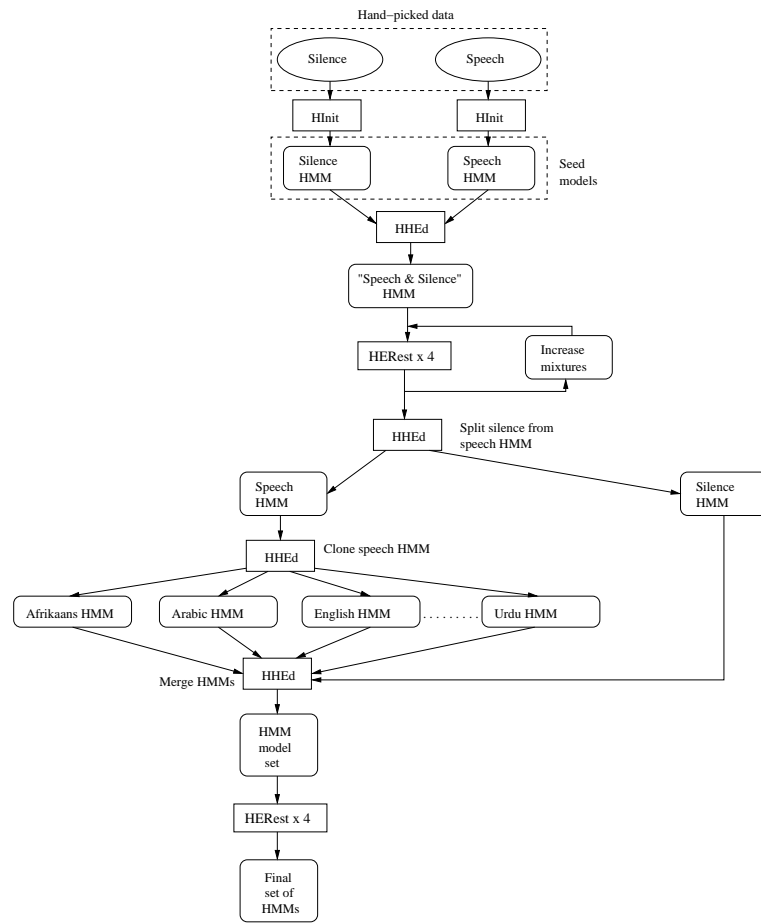 Hand-picked data
Silence
Speech
HInit
HInit
Silence
HMM
Speech
HMM
Seed
models
HHEd
"Speech & Silence"
HMM
HERest x 4
Increase
mixtures
HHEd
Split silence from
speech HMM
Speech
HMM
Silence
HMM
HHEd
Clone speech HMM
Afrikaans HMM
Arabic HMM
English HMM
.........
Urdu HMM
Merge HMMs
HHEd
HMM
model
set
HERest x 4
Final
set of
HMMs